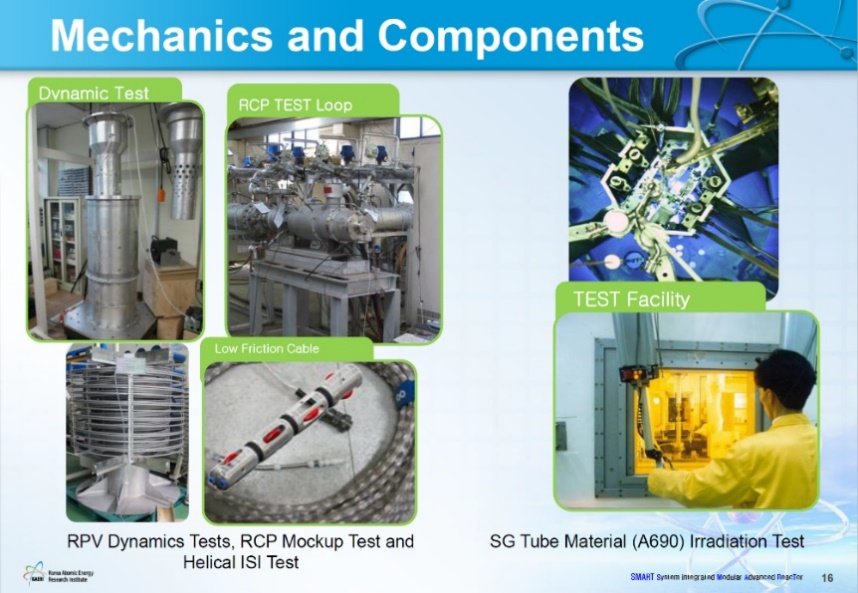 Mechanics and Components
Dynamic Test
RCP TEST Loop
Low Friction Cable
TEST Facility
RPV Dynamics Tests, RCP Mockup Test and
Helical ISI Test
SG Tube Material (A690) Irradiation Test
KAERI
Korea Atomic Energy
Research Institute
SMART System integrated Modular Advanced ReacTor
16